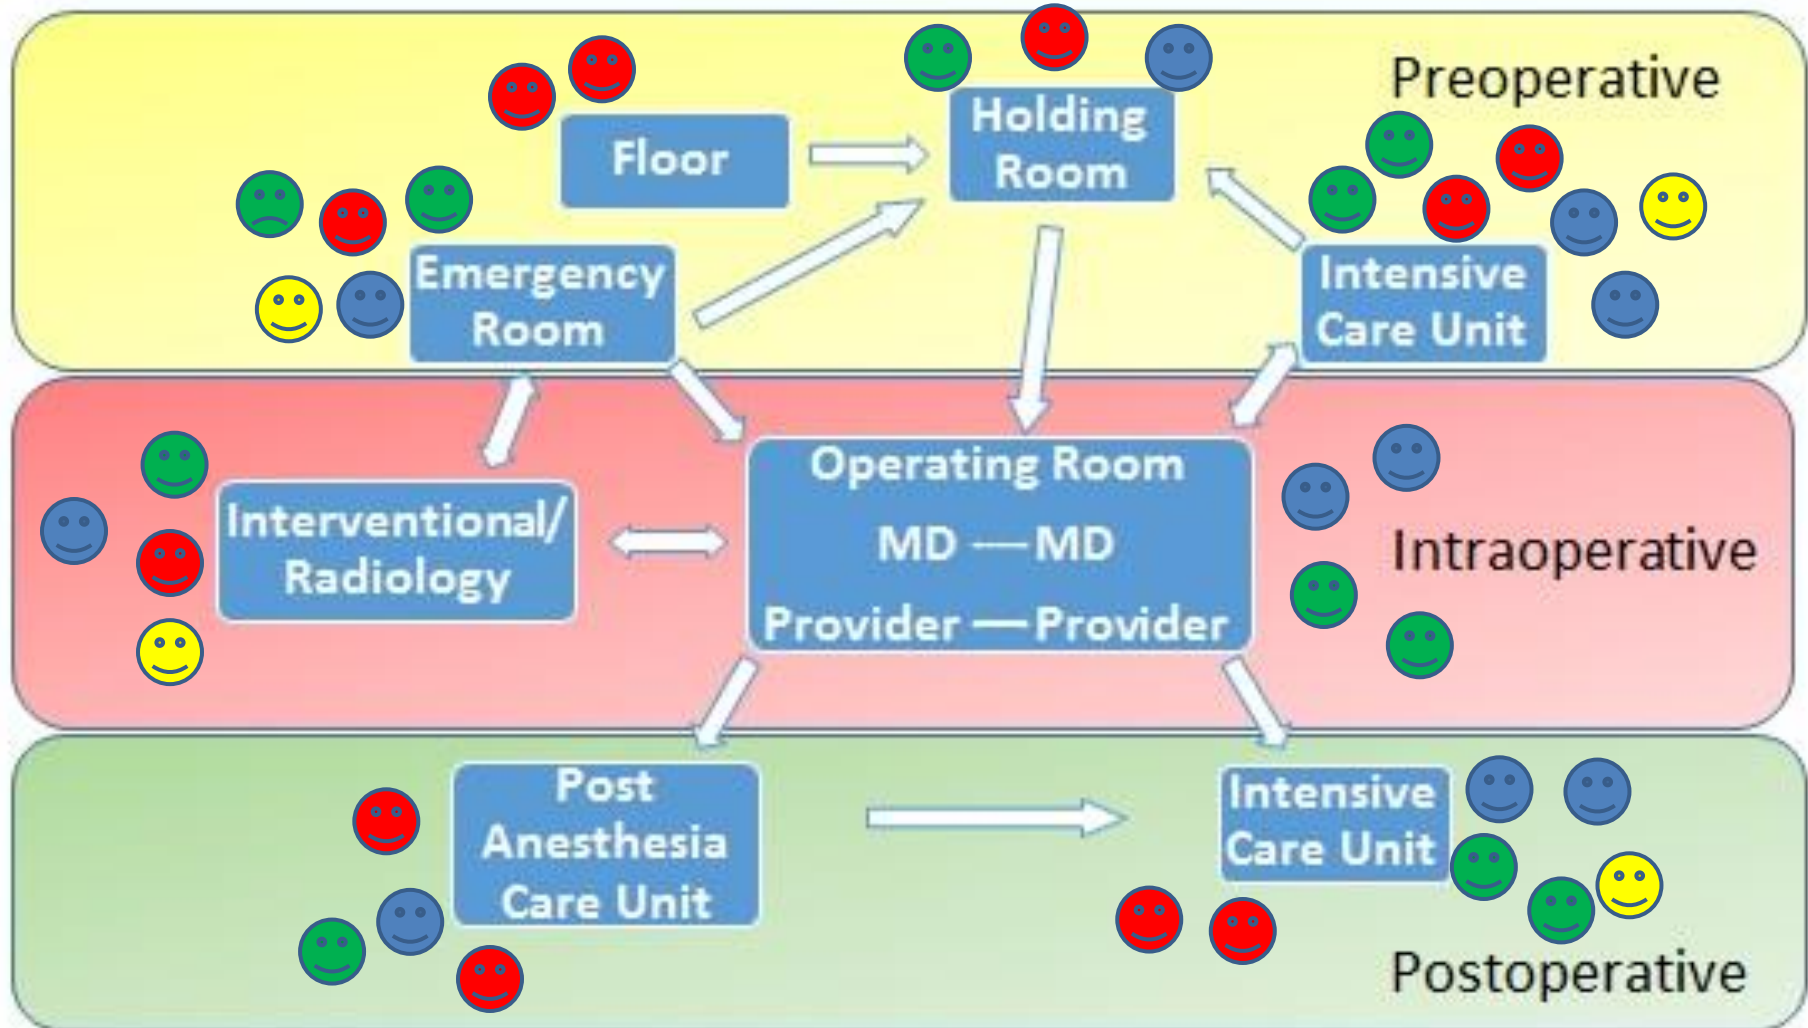 Preoperative
Holding
Room
Floor
Emergency
Room
Intensive
Care Unit
Intraoperative
Interventional/
Radiology
Operating Room
MD — MD
Provider — Provider
Post
Anesthesia
Care Unit
Intensive
Care Unit
Postoperative